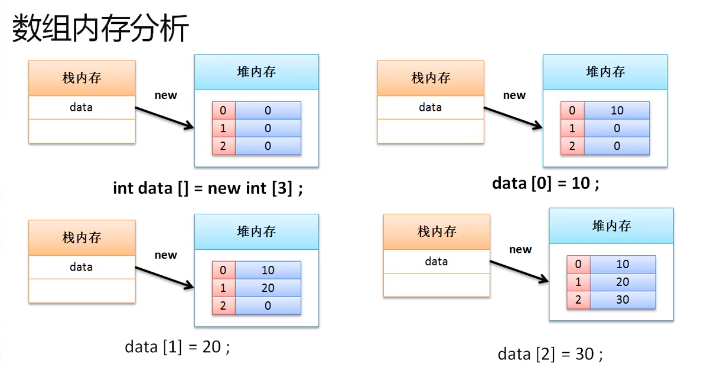 数组内存分析
栈内存
data
new
堆内存
0 0
1 0
2 0
int data [] = new int [3] ;
栈内存
data
new
堆内存
0 10
1 0
2 0
data [0] = 10 ;
栈内存
data
new
堆内存
0 10
1 20
2 0
data [1] = 20 ;
栈内存
data
new
堆内存
0 10
1 20
2 30
data [2] = 30 ;